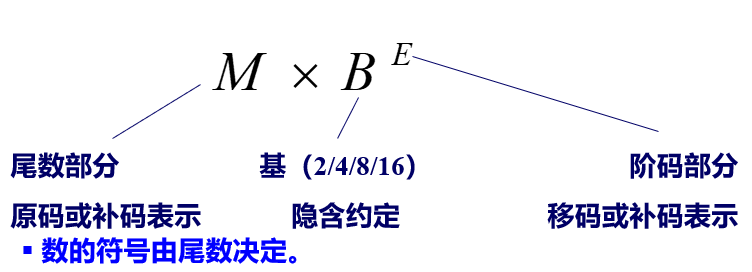 M × B E
尾数部分 基（2/4/8/16） 阶码部分
原码或补码表示 隐含约定 移码或补码表示
▪ 数的符号由尾数决定。